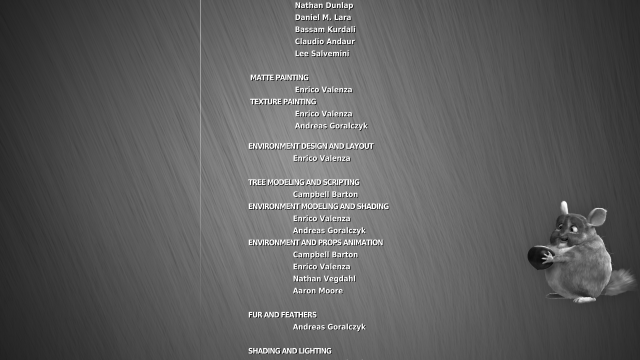 Nathan Dunlap
Daniel M. Lara
Bassam Kurdali
Claudio Andaur
Lee Salvemini
MATTE PAINTING
Enrico Valenza
TEXTURE PAINTING
Enrico Valenza
Andreas Goralczyk
ENVIRONMENT DESIGN AND LAYOUT
Enrico Valenza
TREE MODELING AND SCRIPTING
Campbell Barton
ENVIRONMENT MODELING AND SHADING
Enrico Valenza
Andreas Goralczyk
ENVIRONMENT AND PROPS ANIMATION
Campbell Barton
Enrico Valenza
Nathan Vegdahl
Aaron Moore
FUR AND FEATHERS
Andreas Goralczyk
SHADING AND LIGHTING